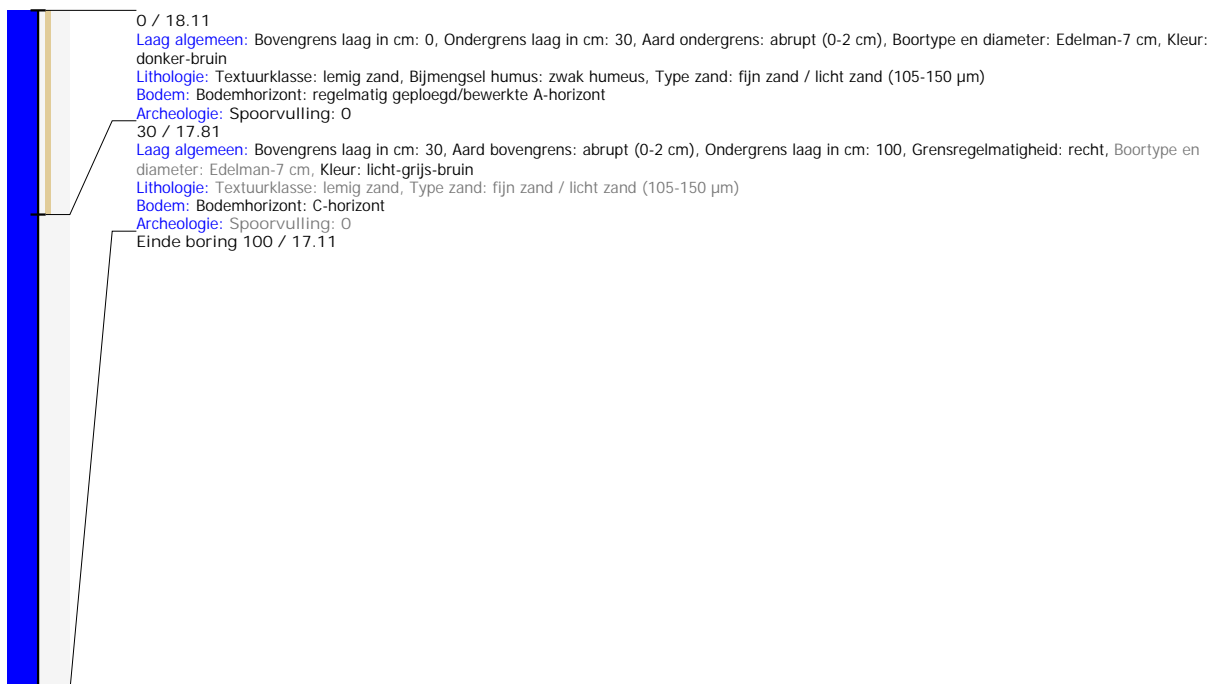 0 / 18.11
Laag algemeen: Bovengrens laag in cm: 0, Ondergrens laag in cm: 30, Aard ondergrens: abrupt (0-2 cm), Boortype en diameter: Edelman-7 cm, Kleur:
donker-bruin
Lithologie: Textuurklasse: lemig zand, Bijmengsel humus: zwak humeus, Type zand: fijn zand / licht zand (105-150 µm)
Bodem: Bodemhorizont: regelmatig geploegd/bewerkte A-horizont
Archeologie: Spoorvulling: 0
30 / 17.81
Laag algemeen: Bovengrens laag in cm: 30, Aard bovengrens: abrupt (0-2 cm), Ondergrens laag in cm: 100, Grensregelmatigheid: recht, Boortype en
diameter: Edelman-7 cm, Kleur: licht-grijs-bruin
Lithologie: Textuurklasse: lemig zand, Type zand: fijn zand / licht zand (105-150 µm)
Bodem: Bodemhorizont: C-horizont
Archeologie: Spoorvulling: 0
Einde boring 100 / 17.11